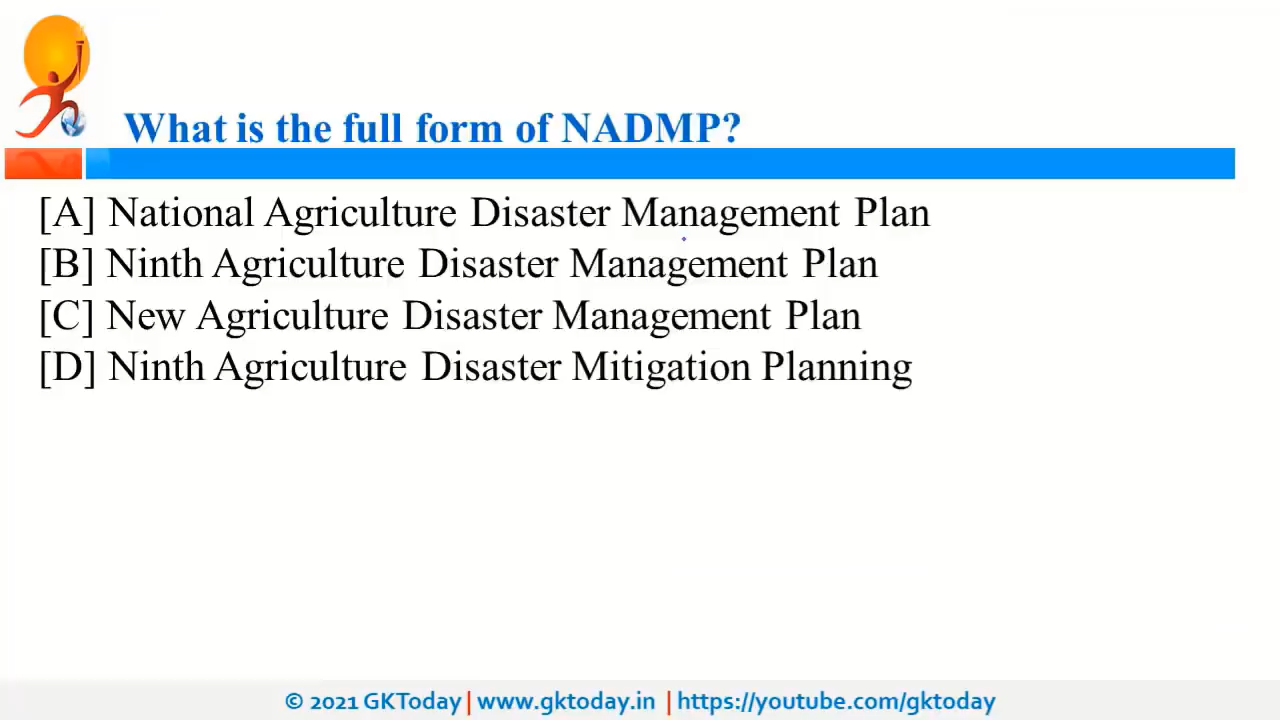 What is the full form of NADMP?
[A] National Agriculture Disaster Management Plan
[B] Ninth Agriculture Disaster Management Plan
[C] New Agriculture Disaster Management Plan
[D] Ninth Agriculture Disaster Mitigation Planning
© 2021 GKToday | www.gktoday.in | https://youtube.com/gktoday